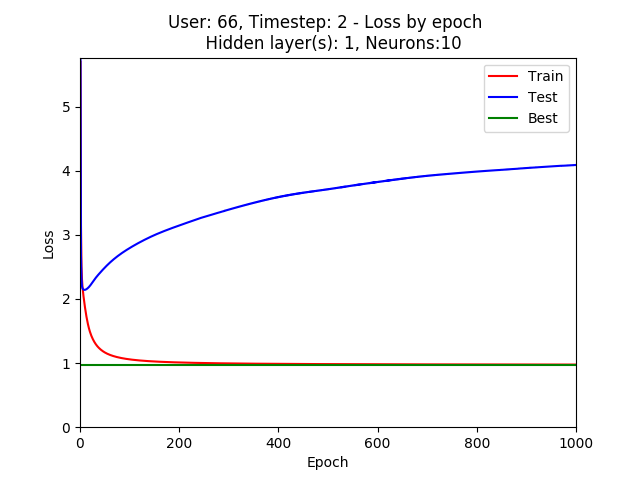 User: 66, Timestep: 2 - Loss by epoch
Hidden layer(s): 1, Neurons:10
Train
Test
Best
Loss
5
4
3
2
1
0
0 200 400 600 800 1000
Epoch